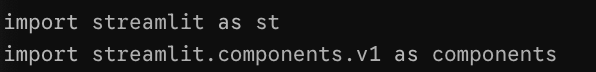 import streamlit as st
import streamlit.components.v1 as components